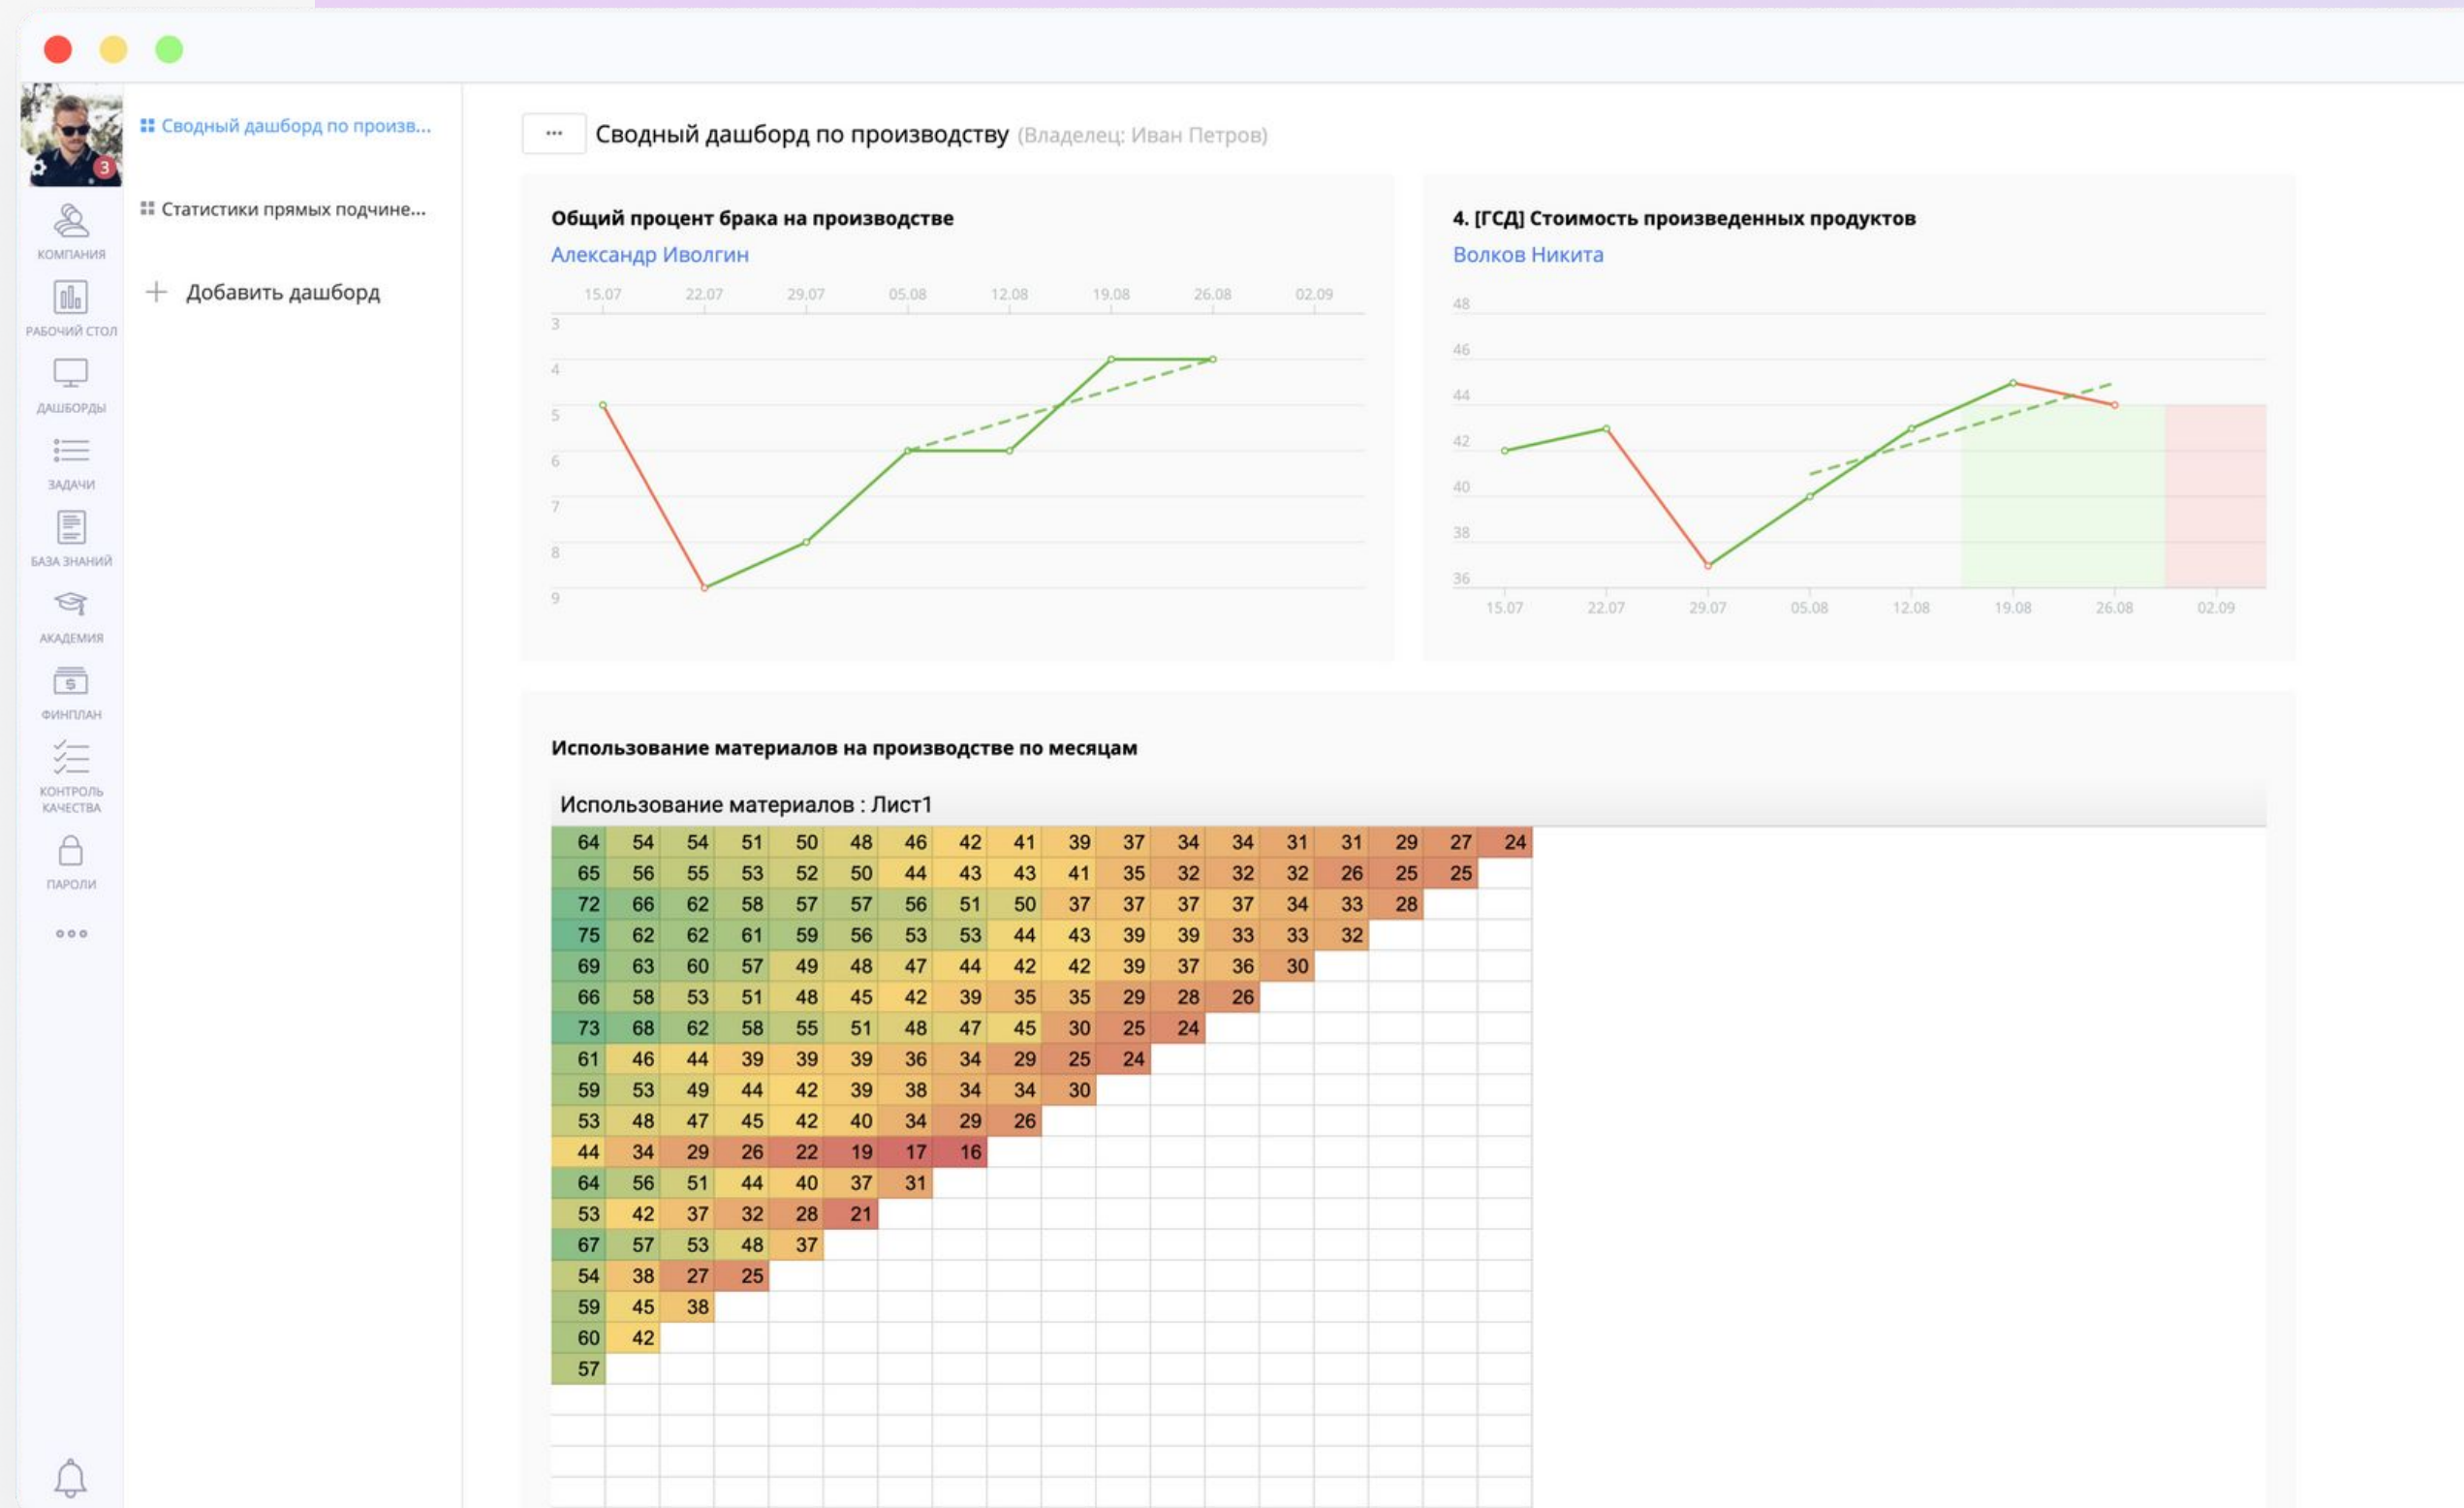 3
КОМПАНИЯ
РАБОЧИЙ СТОЛ
ДАШБОРДЫ
ЗАДАЧИ
БАЗА ЗНАНИЙ
АКАДЕМИЯ
ФИНПЛАН
КОНТРОЛЬ
КАЧЕСТВА
ПАРОЛИ
Сводный дашборд по произв...
Статистики прямых подчине...
+ Добавить дашборд
... Сводный дашборд по производству (Владелец: Иван Петров)
Общий процент брака на производстве
Александр Иволгин
15.07 22.07 29.07 05.08 12.08 19.08 26.08 02.09
3
4
5
6
7
8
9
4. [ГСД] Стоимость произведенных продуктов
Волков Никита
48
46
44
42
40
38
36
15.07 22.07 29.07 05.08 12.08 19.08 26.08 02.09
Использование материалов на производстве по месяцам
Использование материалов : Лист1
64 54 54 51 50 48 46 42 41 39 37 34 34 31 31 29 27 24
65 56 55 53 52 50 44 43 43 41 35 32 32 32 26 25 25
72 66 62 58 57 57 56 51 50 37 37 37 37 34 33 28
75 62 62 61 59 56 53 53 44 43 39 39 33 33 32
69 63 60 57 49 48 47 44 42 42 39 37 36 30
66 58 53 51 48 45 42 39 35 35 29 28 26
73 68 62 58 55 51 48 47 45 30 25 24
61 46 44 39 39 39 36 34 29 25 24
59 53 49 44 42 39 38 34 34 30
53 48 47 45 42 40 34 29 26
44 34 29 26 22 19 17 16
64 56 51 44 40 37 31
53 42 37 32 28 21
67 57 53 48 37
54 38 27 25
59 45 38
60 42
57